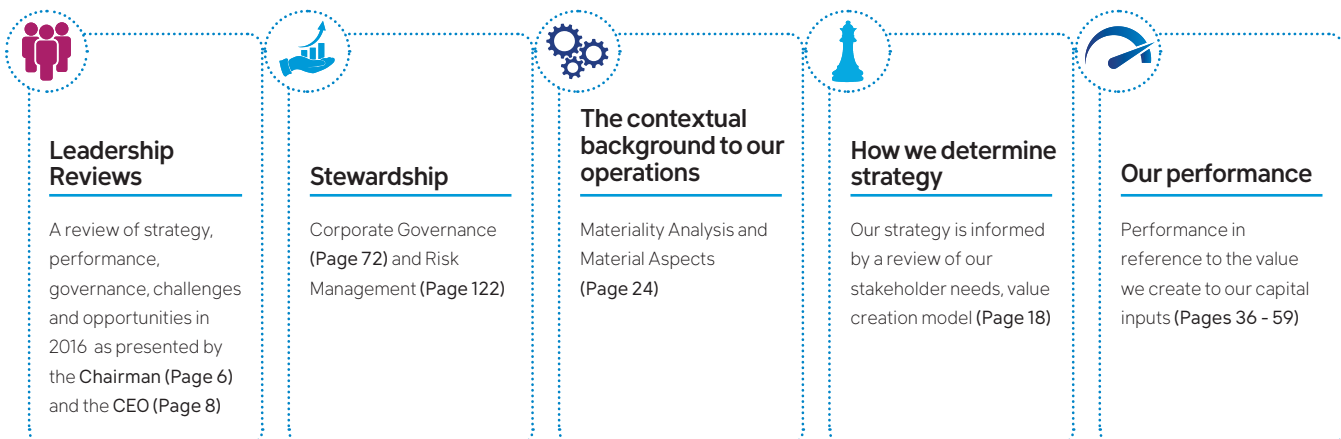 Leadership
Reviews
A review of strategy,
performance,
governance, challenges
and opportunities in
2016 as presented by
the Chairman (Page 6)
and the CEO (Page 8)
Stewardship
Corporate Governance
(Page 72) and Risk
Management (Page 122)
The contextual
background to our
operations
Materiality Analysis and
Material Aspects
(Page 24)
How we determine
strategy
Our strategy is informed
by a review of our
stakeholder needs, value
creation model (Page 18)
Our performance
Performance in
reference to the value
we create to our capital
inputs (Pages 36 - 59)